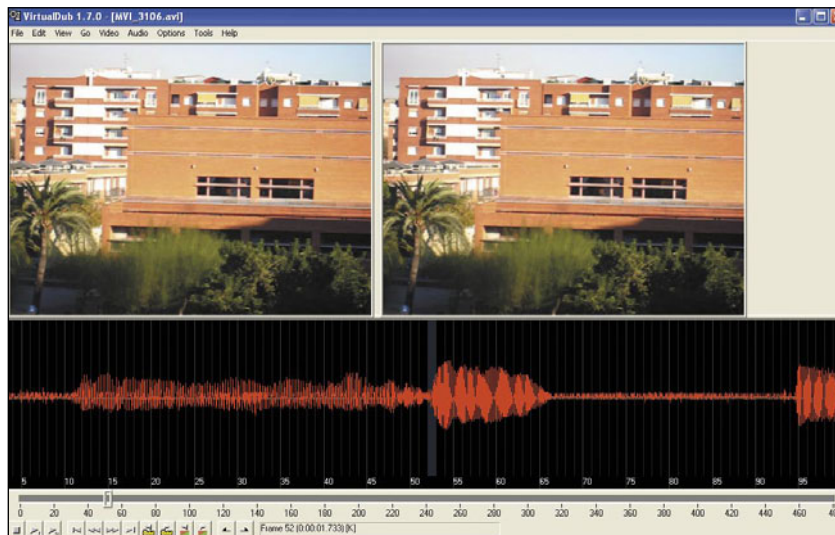 VirtualDub 1.7.0 - [MVI_3106.avi]
File Edit View Go Video Audio Options Tools Help
5 10 15 20 25 30 35 40 45 50 55 60 65 70 75 80 85 90 95
0 20 40 60 80 100 120 140 160 180 200 220 240 260 280 300 320 340 360 380 400 420 440 460
Frame 52 (0:00:01.733) [K]